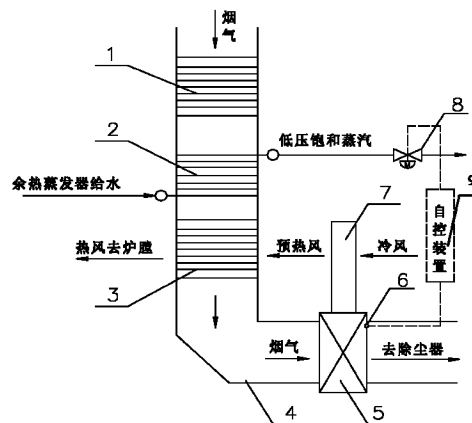 烟
气
1
2
8
低压饱和蒸汽
余热蒸发器给水
9
自
控
装
置
7
热风去炉膛
预热风
冷风
6
3
烟气
去除尘器
4
5